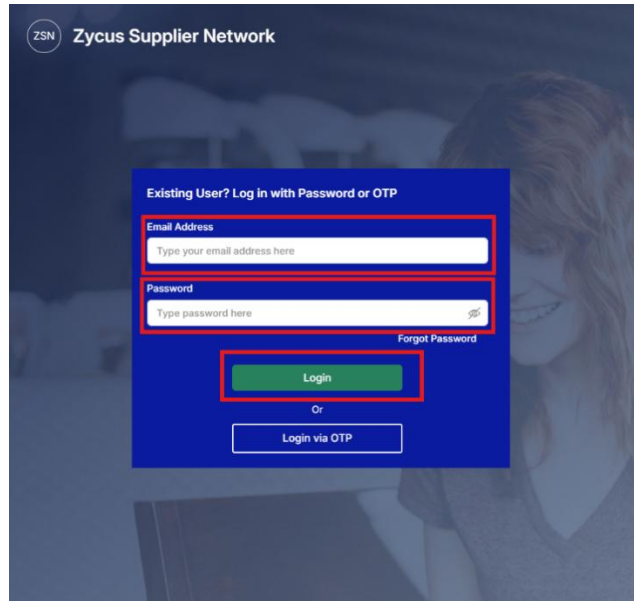 ZSN Zycus Supplier Network
Existing User? Log in with Password or OTP
Email Address
Type your email address here
Password
Type password here
Forgot Password
Login
Or
Login via OTP